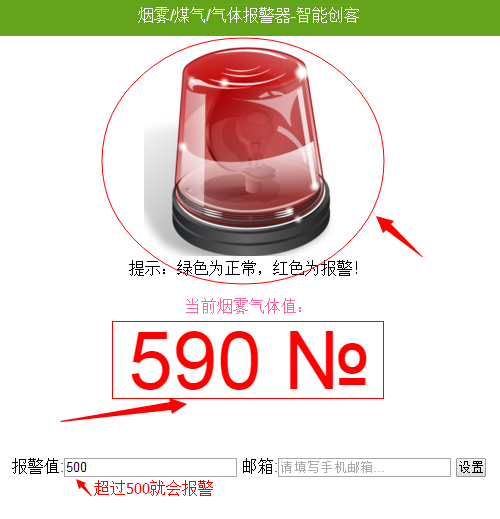 烟雾/煤气/气体报警器-智能创客
提示：绿色为正常，红色为报警！
当前烟雾气体值：
590 №
报警值:500 邮箱:请填写手机邮箱... 设置
超过500就会报警